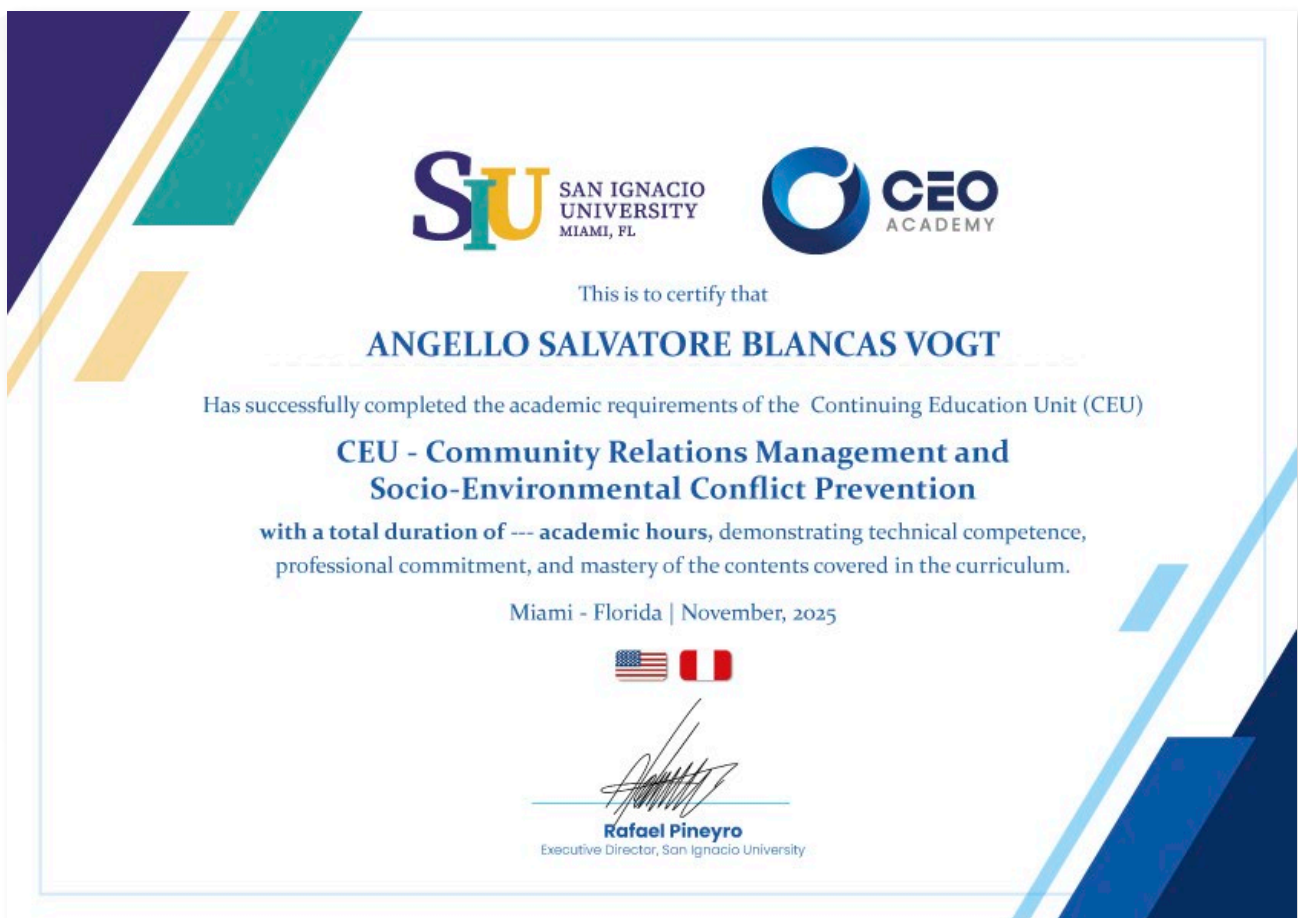 SIU
SAN IGNACIO
UNIVERSITY
MIAMI, FL
CEO
ACADEMY
This is to certify that
ANGELLO SALVATORE BLANCAS VOGT
Has successfully completed the academic requirements of the Continuing Education Unit (CEU)
CEU - Community Relations Management and
Socio-Environmental Conflict Prevention
with a total duration of --- academic hours, demonstrating technical competence,
professional commitment, and mastery of the contents covered in the curriculum.
Miami - Florida | November, 2025
Rafael Pineyro
Executive Director, San Ignacio University